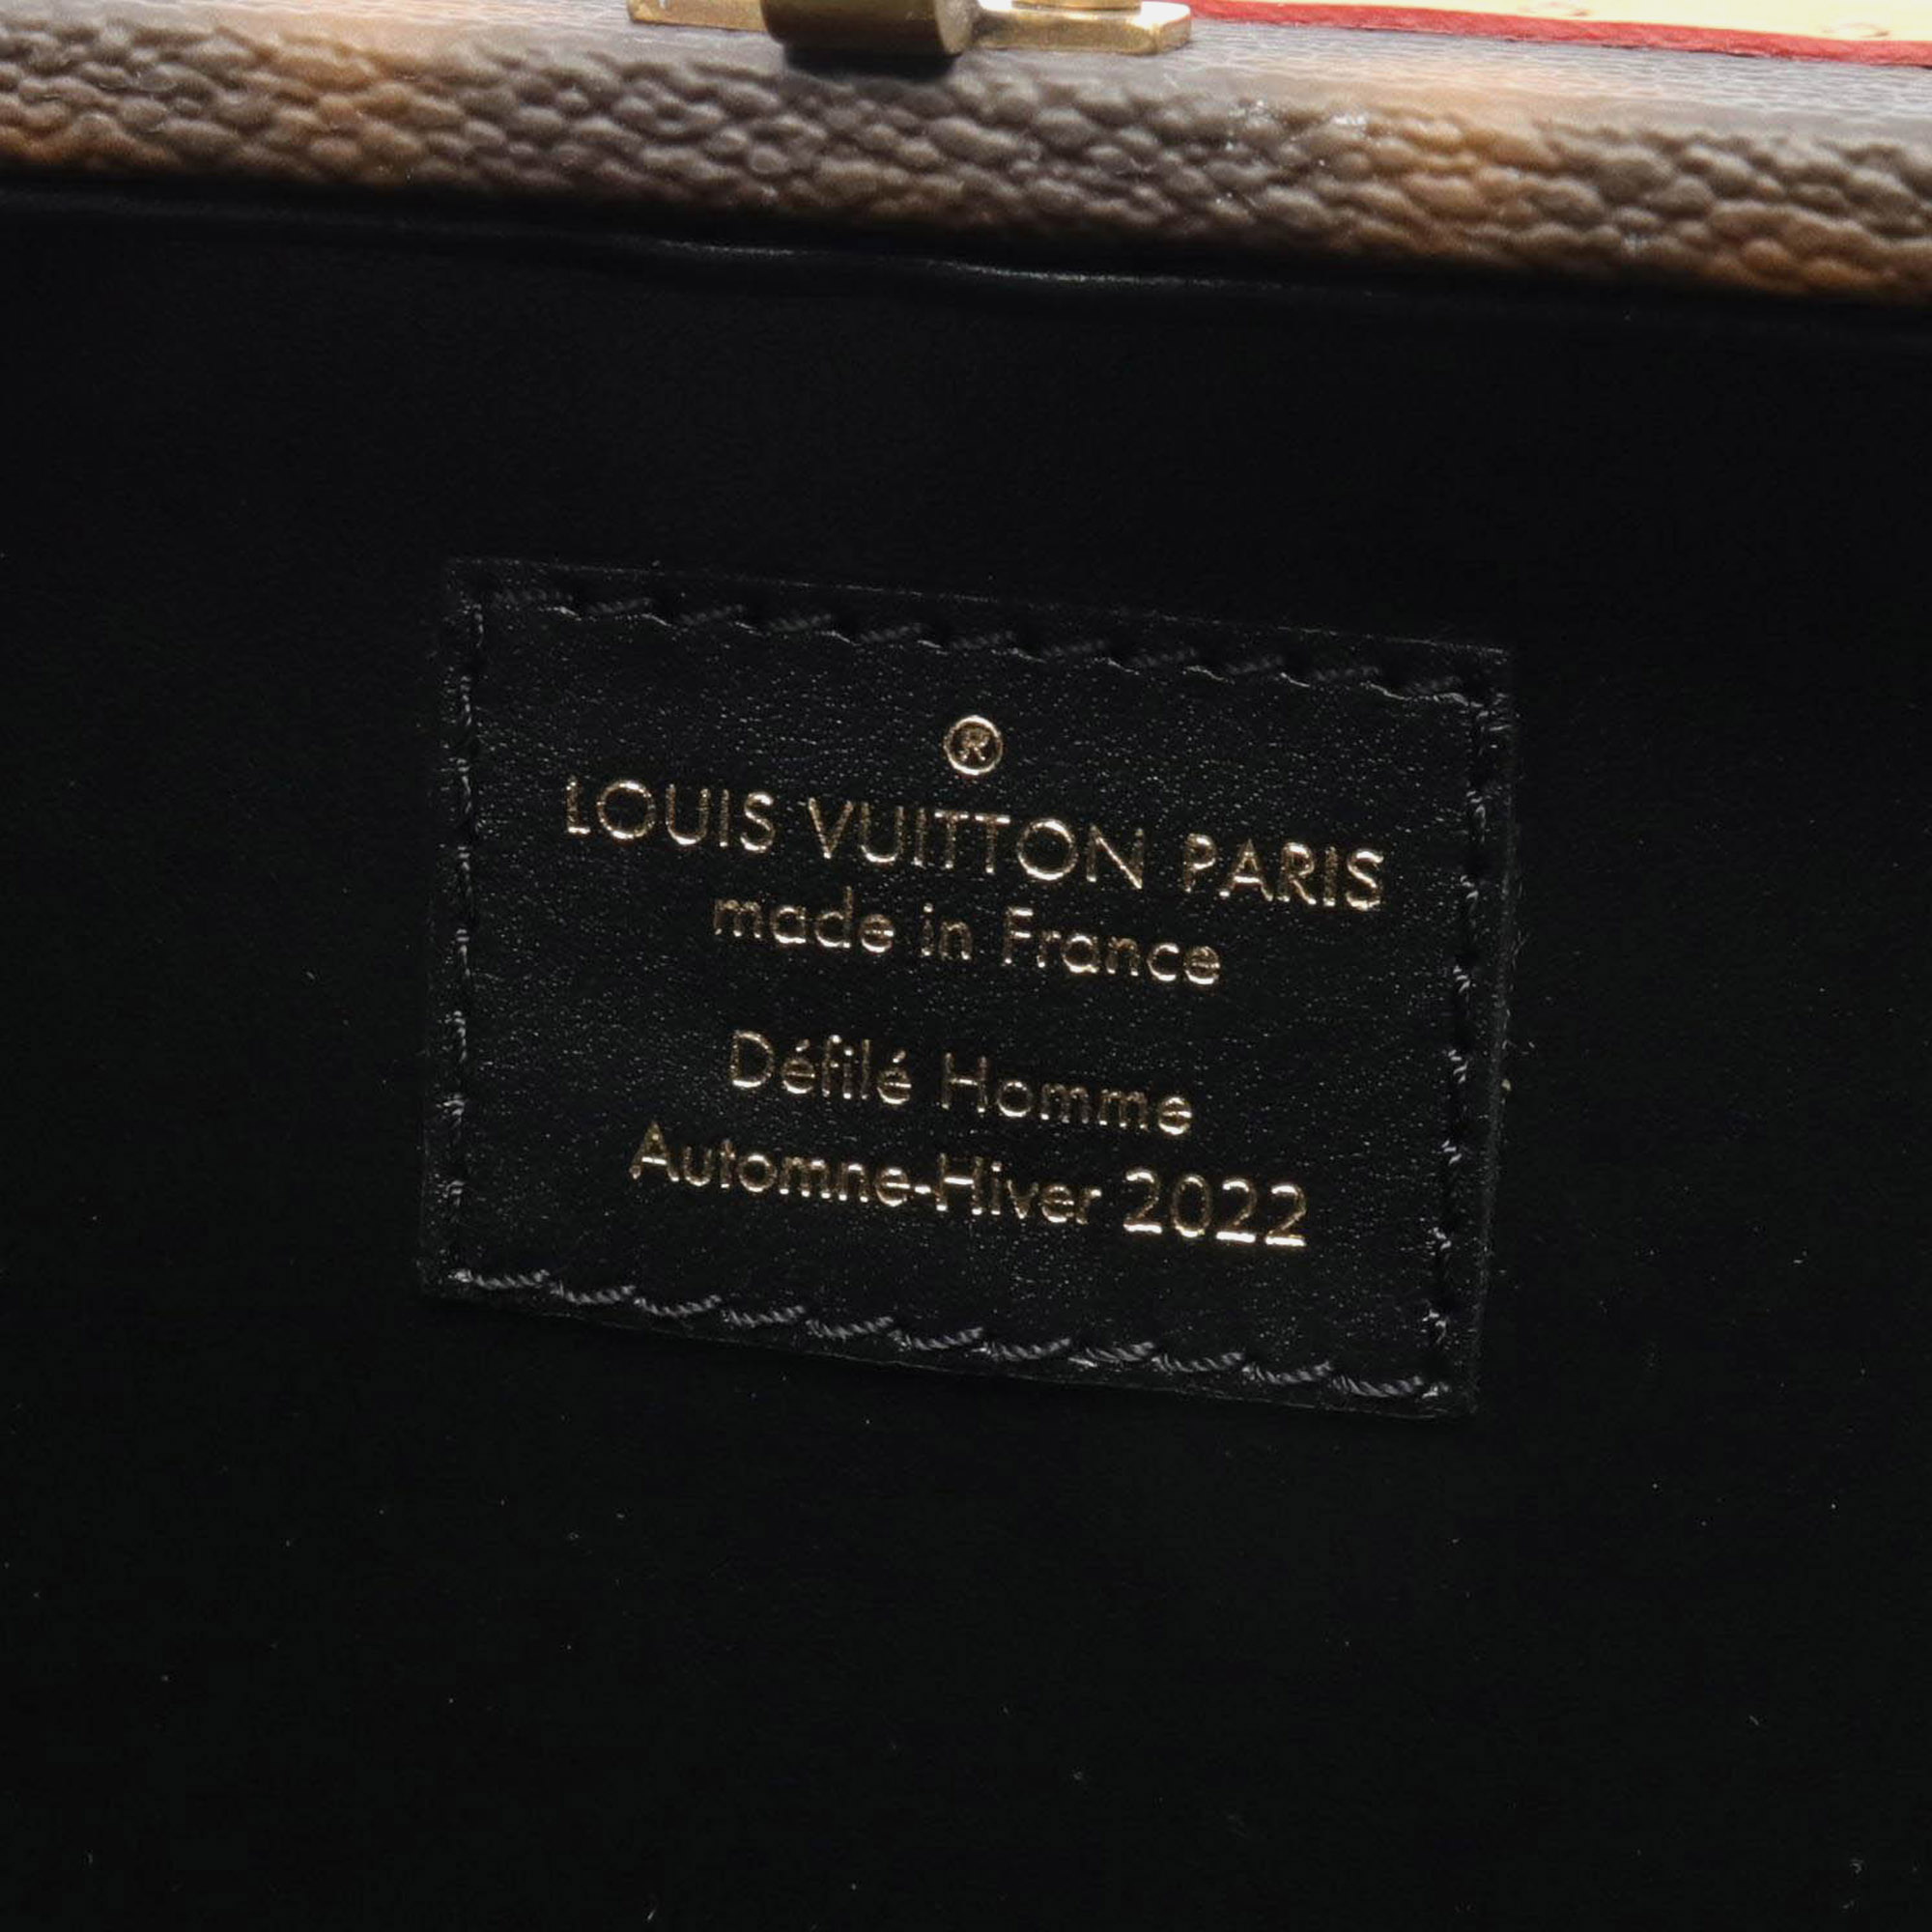 ®
LOUIS VUITTON PARIS
made in France
Défilé Homme
Automne-Hiver 2022